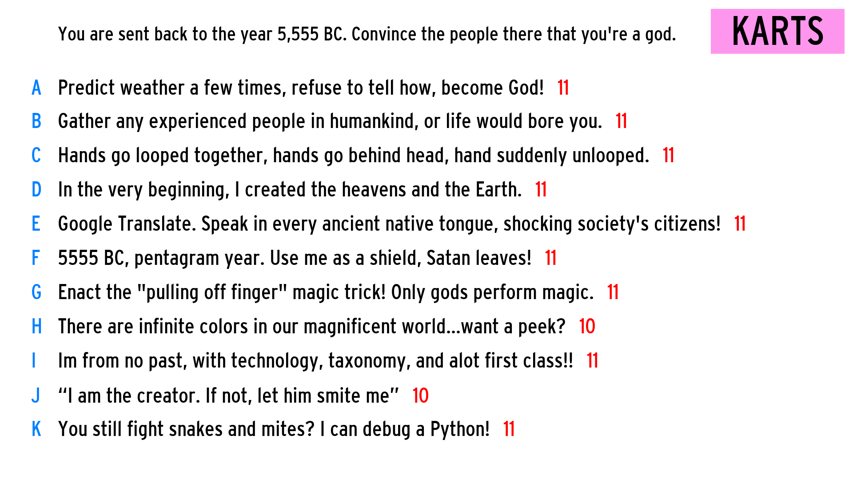 You are sent back to the year 5,555 BC. Convince the people there that you're a god.
KARTS
A Predict weather a few times, refuse to tell how, become God! 11
B Gather any experienced people in humankind, or life would bore you. 11
C Hands go looped together, hands go behind head, hand suddenly unlooped. 11
D In the very beginning, I created the heavens and the Earth. 11
E Google Translate. Speak in every ancient native tongue, shocking society's citizens! 11
F 5555 BC, pentagram year. Use me as a shield, Satan leaves! 11
G Enact the "pulling off finger" magic trick! Only gods perform magic. 11
H There are infinite colors in our magnificent world...want a peek? 10
I Im from no past, with technology, taxonomy, and alot first class!! 11
J “I am the creator. If not, let him smite me” 10
K You still fight snakes and mites? I can debug a Python! 11